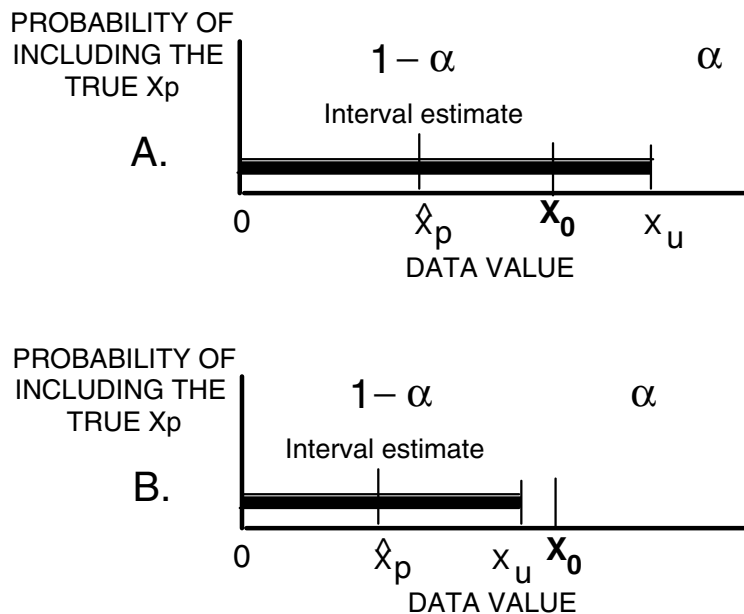 PROBABILITY OF
INCLUDING THE
TRUE Xp
1 – α
α
Interval estimate
A.
0
X̂p
X0
Xu
DATA VALUE
PROBABILITY OF
INCLUDING THE
TRUE Xp
1 – α
α
Interval estimate
B.
0
X̂p
Xu
X0
DATA VALUE